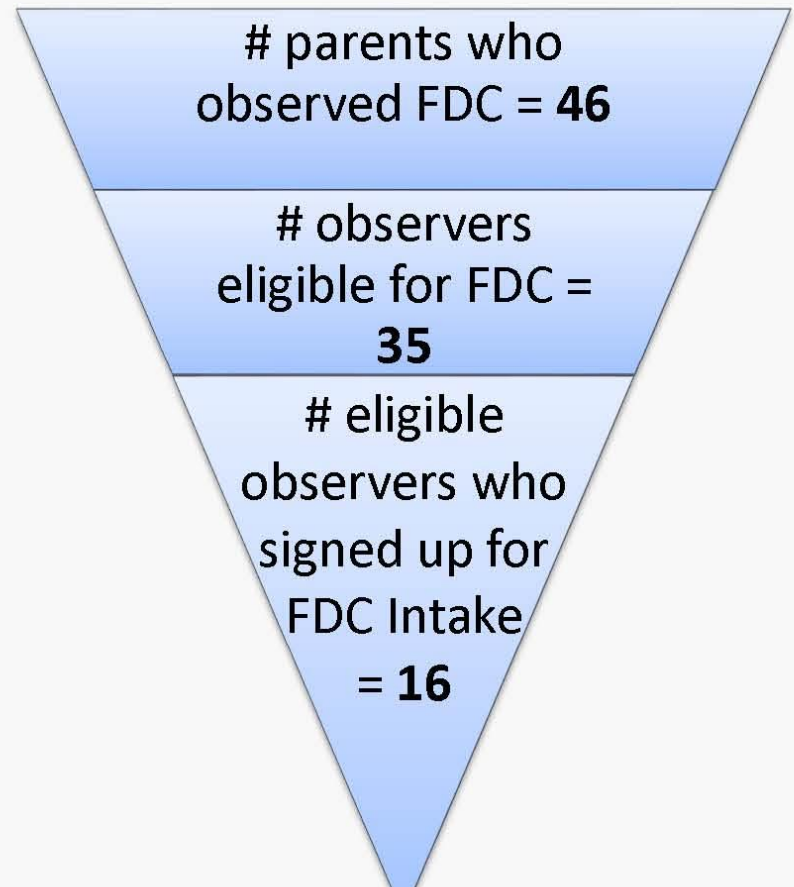 # parents who
observed FDC = 46
# observers
eligible for FDC =
35
# eligible
observers who
signed up for
FDC Intake
= 16